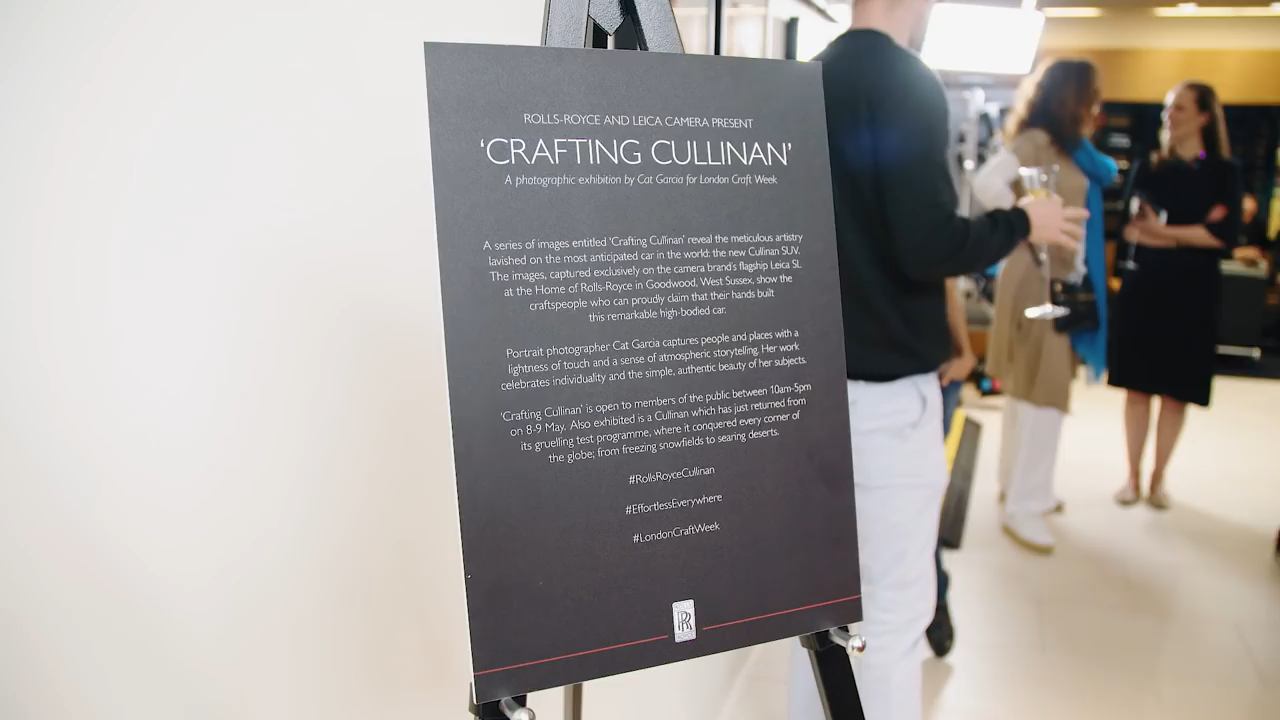 ROLLS-ROYCE AND LEICA CAMERA PRESENT
'CRAFTING CULLINAN'
A photographic exhibition by Cat Garcia for London Craft Week
A series of images entitled 'Crafting Cullinan' reveal the meticulous artistry
lavished on the most anticipated car in the world: the new Cullinan SUV.
The images, captured exclusively on the camera brand's flagship Leica SL
at the Home of Rolls-Royce in Goodwood, West Sussex, show the
craftspeople who can proudly claim that their hands built
this remarkable high-bodied car.
Portrait photographer Cat Garcia captures people and places with a
lightness of touch and a sense of atmospheric storytelling. Her work
celebrates individuality and the simple, authentic beauty of her subjects.
'Crafting Cullinan' is open to members of the public between 10am-5pm
on 8-9 May. Also exhibited is a Cullinan which has just returned from
its gruelling test programme, where it conquered every corner of
the globe; from freezing snowfields to searing deserts.
#RollsRoyceCullinan
#EffortlessEverywhere
#LondonCraftWeek
RR